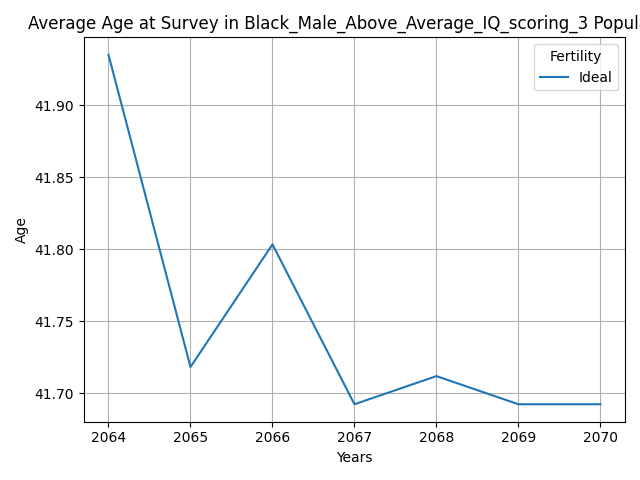 Average Age at Survey in Black_Male_Above_Average_IQ_scoring_3
Fertility
Ideal
Age
41.90
41.85
41.80
41.75
41.70
2064 2065 2066 2067 2068 2069 2070
Years